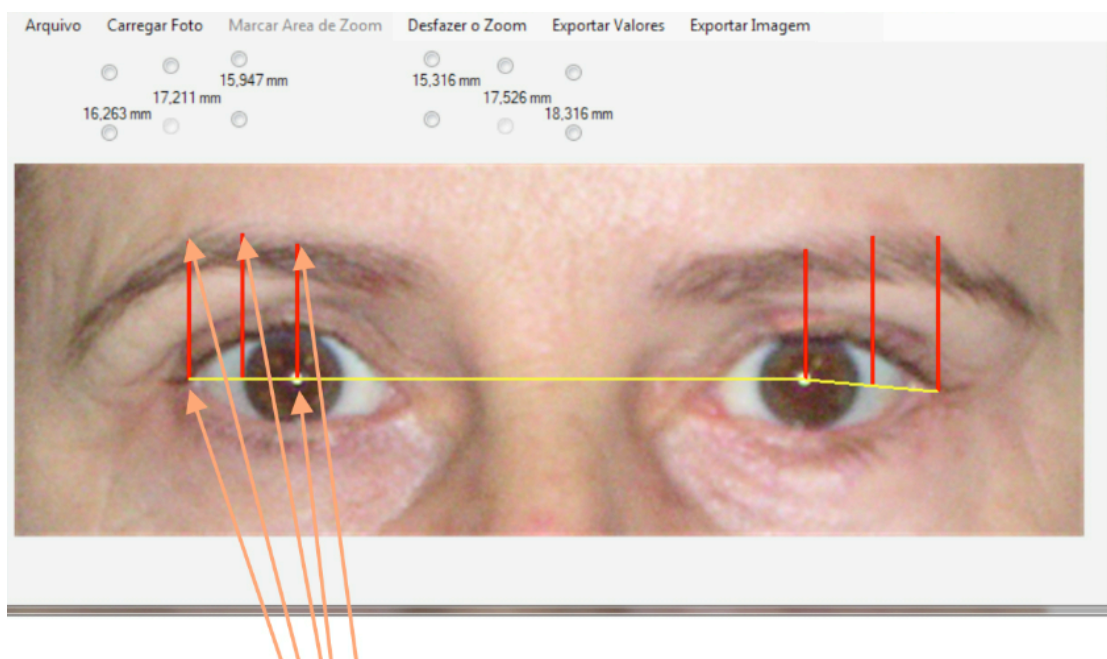 Arquivo Carregar Foto Marcar Area de Zoom Desfazer o Zoom Exportar Valores Exportar Imagem
15,947 mm 15,316 mm
17,211 mm 17,526 mm
16,263 mm 18,316 mm